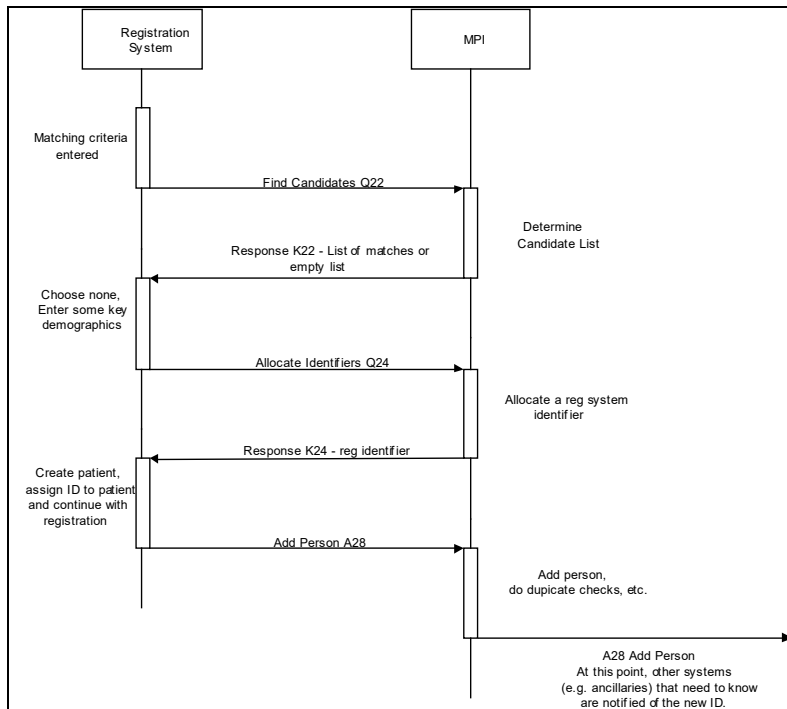 Registration
System
MPI
Matching criteria
entered
Find Candidates Q22
Determine
Candidate List
Response K22 - List of matches or
empty list
Choose none,
Enter some key
demographics
Allocate Identifiers Q24
Allocate a reg system
identifier
Response K24 - reg identifier
Create patient,
assign ID to patient
and continue with
registration
Add Person A28
Add person,
do dupicate checks, etc.
A28 Add Person
At this point, other systems
(e.g. ancillaries) that need to know
are notified of the new ID.